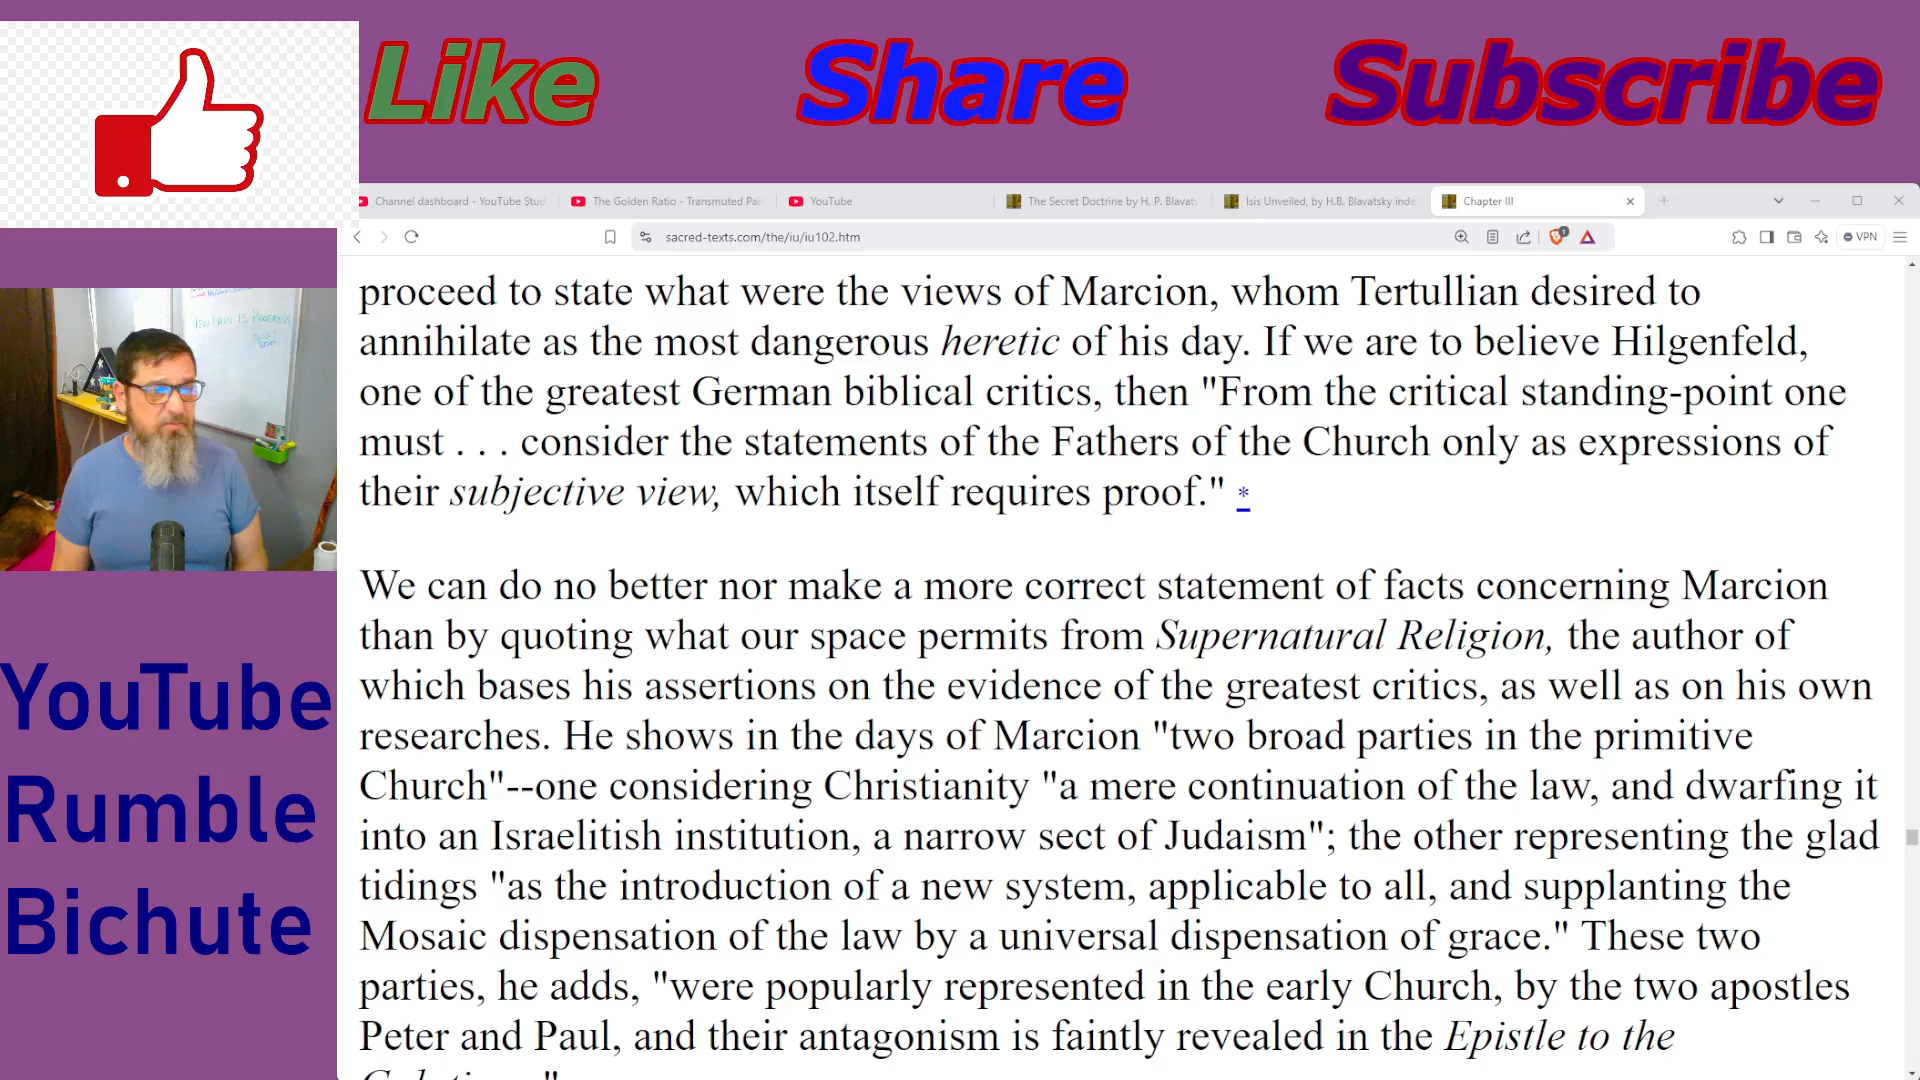 Like Share Subscribe
Channel dashboard - YouTube Stud
The Golden Ratio - Transmuted Pai
YouTube
The Secret Doctrine by H. P. Blavats
Isis Unveiled, by H.B. Blavatsky inde
Chapter III
sacred-texts.com/the/iu/iu102.htm
1
VPN
proceed to state what were the views of Marcion, whom Tertullian desired to
annihilate as the most dangerous heretic of his day. If we are to believe Hilgenfeld,
one of the greatest German biblical critics, then "From the critical standing-point one
must . . . consider the statements of the Fathers of the Church only as expressions of
their subjective view, which itself requires proof." *
We can do no better nor make a more correct statement of facts concerning Marcion
than by quoting what our space permits from Supernatural Religion, the author of
which bases his assertions on the evidence of the greatest critics, as well as on his own
researches. He shows in the days of Marcion "two broad parties in the primitive
Church"--one considering Christianity "a mere continuation of the law, and dwarfing it
into an Israelitish institution, a narrow sect of Judaism"; the other representing the glad
tidings "as the introduction of a new system, applicable to all, and supplanting the
Mosaic dispensation of the law by a universal dispensation of grace." These two
parties, he adds, "were popularly represented in the early Church, by the two apostles
Peter and Paul, and their antagonism is faintly revealed in the Epistle to the
YouTube
Rumble
Bichute